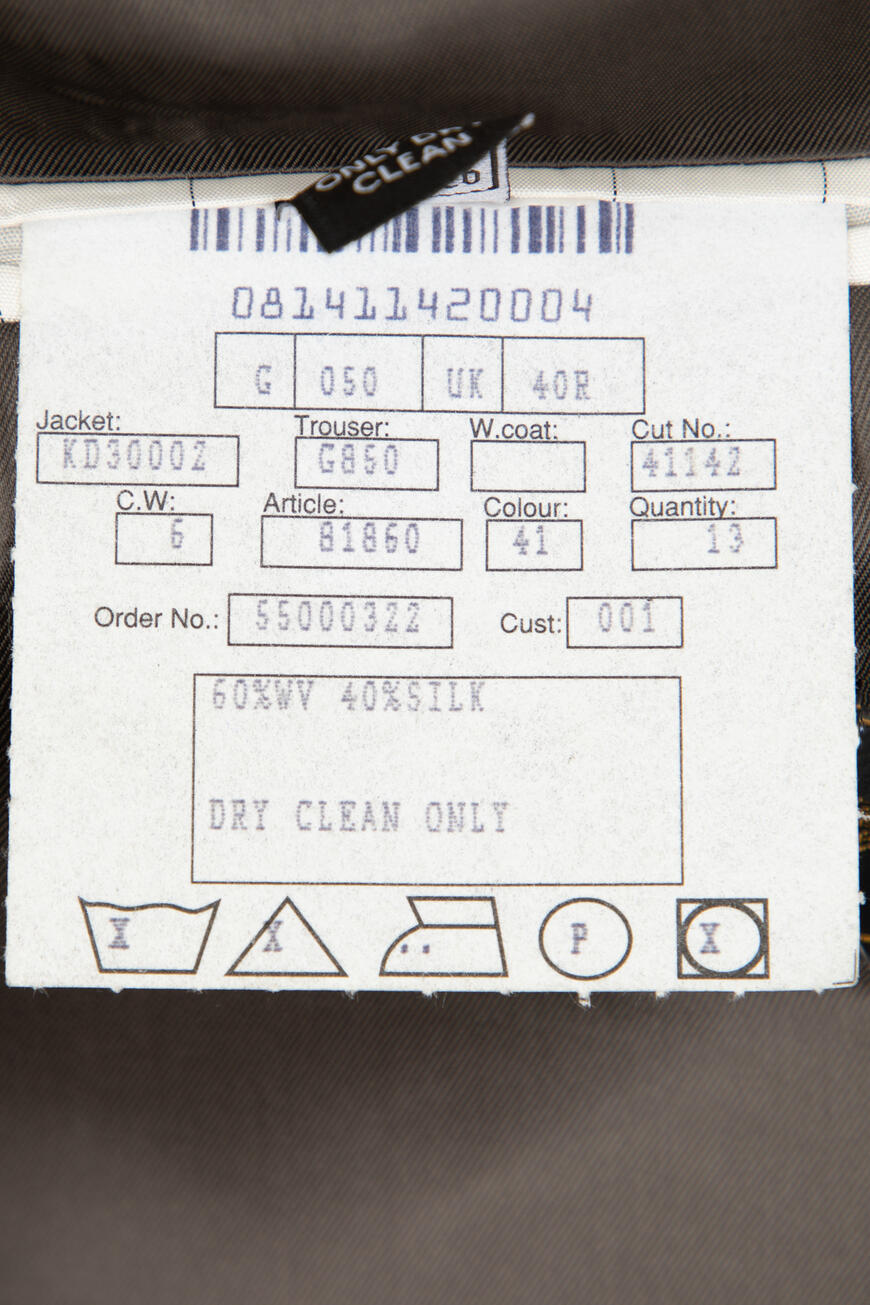 ONLY DRY
CLEAN
081411420004
G 050 UK 40R
Jacket: Trouser: W.coat: Cut No.:
KD30002 G850 41142
C.W: Article: Colour: Quantity:
6 81860 41 13
Order No.: 55000322 Cust: 001
60%WV 40%SILK
DRY CLEAN ONLY
X X .. P X